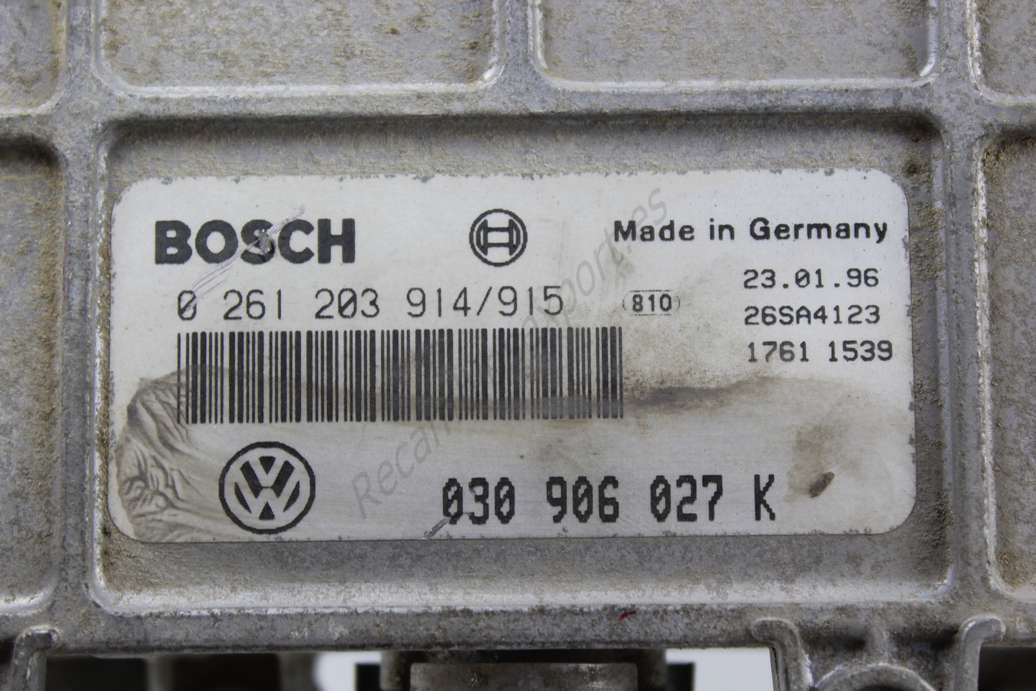 BOSCH
Made in Germany
0 261 203 914/915
(810)
23.01.96
26SA4123
1761 1539
030 906 027 K